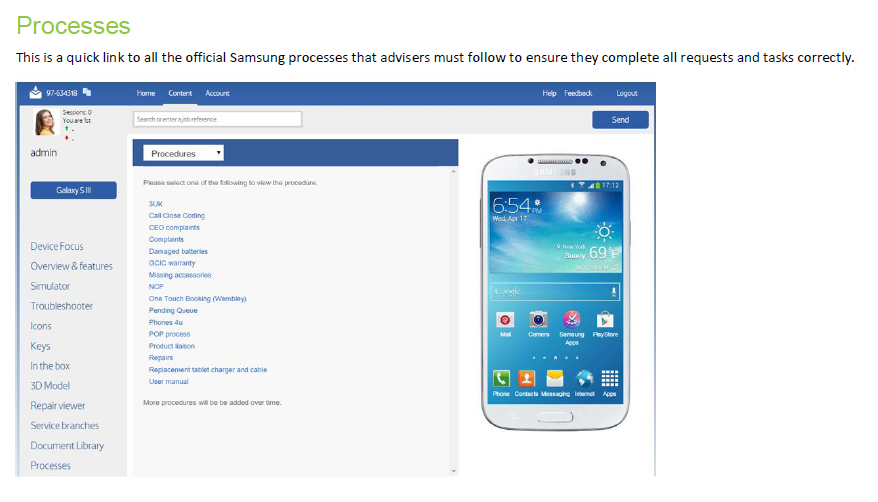 Processes
This is a quick link to all the official Samsung processes that advisers must follow to ensure they complete all requests and tasks correctly.
97-634318
Home Content Account
Help Feedback Logout
Sessions: 0
You are 1st
-
-
admin
Search or enter a job reference
Send
Galaxy S III
Device Focus
Overview & features
Simulator
Troubleshooter
Icons
Keys
In the box
3D Model
Repair viewer
Service branches
Document Library
Processes
Procedures
Please select one of the following to view the procedure.
3UK
Call Close Coding
CEO complaints
Complaints
Damaged batteries
GCIC warranty
Missing accessories
NCP
One Touch Booking (Wembley)
Pending Queue
Phones 4u
POP process
Product liaison
Repairs
Replacement tablet charger and cable
User manual
More procedures will be be added over time.
SAMSUNG
17:12
6:54 PM
Wed, Apr 17
New York
Sunny 69°F
Google
Mail Camera Samsung Apps Play Store
Phone Contacts Messaging Internet Apps